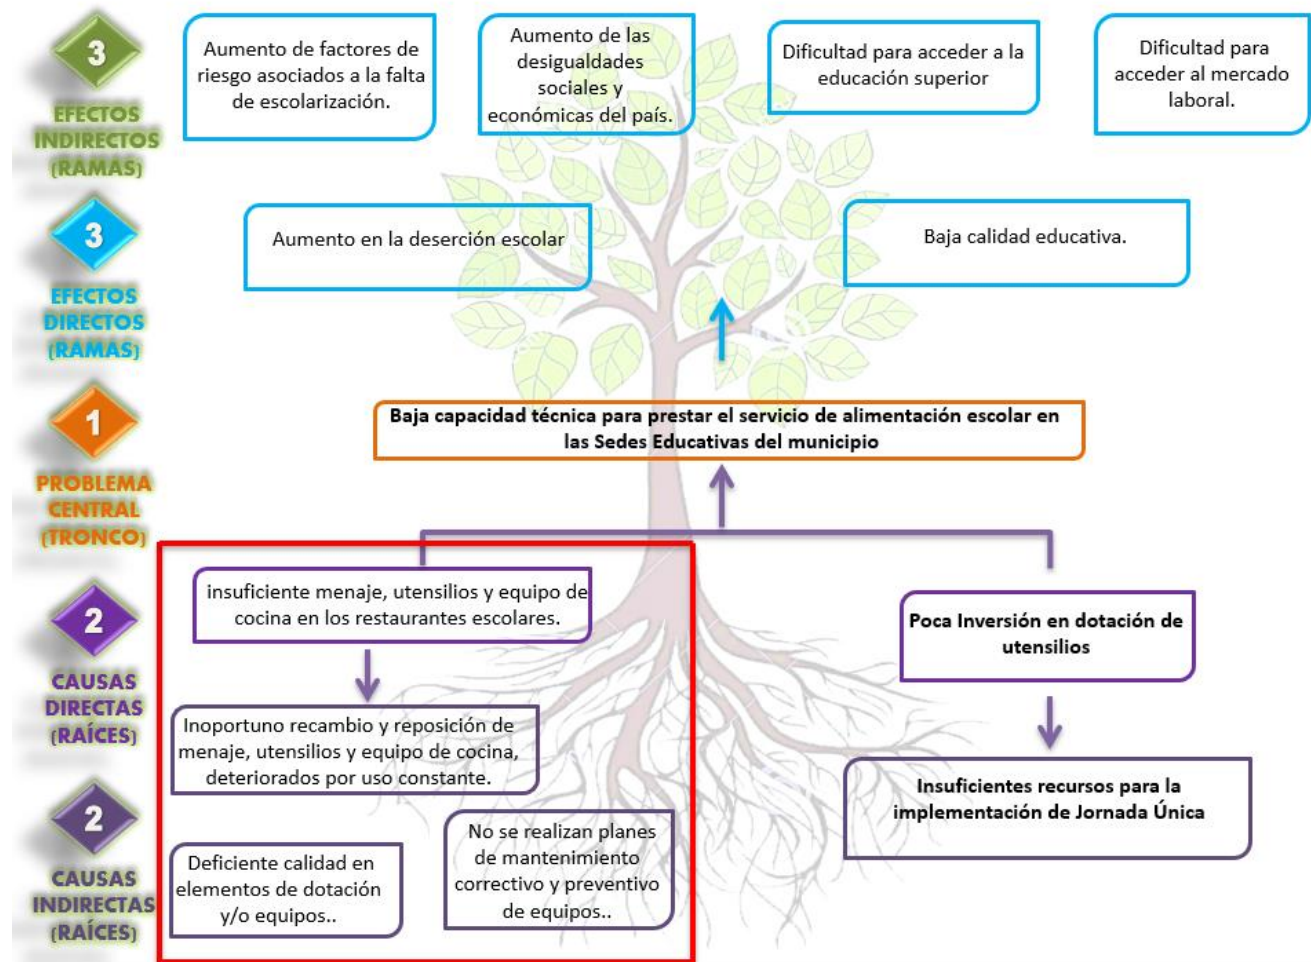 3
EFECTOS
INDIRECTOS
(RAMAS)
Aumento de factores de
riesgo asociados a la falta
de escolarización.
Aumento de las
desigualdades
sociales y
económicas del país.
Dificultad para acceder a la
educación superior
Dificultad para
acceder al mercado
laboral.
3
EFECTOS
DIRECTOS
(RAMAS)
Aumento en la deserción escolar
Baja calidad educativa.
1
PROBLEMA
CENTRAL
(TRONCO)
Baja capacidad técnica para prestar el servicio de alimentación escolar en
las Sedes Educativas del municipio
2
CAUSAS
DIRECTAS
(RAÍCES)
insuficiente menaje, utensilios y equipo de
cocina en los restaurantes escolares.
Poca Inversión en dotación de
utensilios
Inoportuno recambio y reposición de
menaje, utensilios y equipo de cocina,
deteriorados por uso constante.
Insuficientes recursos para la
implementación de Jornada Única
2
CAUSAS
INDIRECTAS
(RAÍCES)
Deficiente calidad en
elementos de dotación
y/o equipos..
No se realizan planes
de mantenimiento
correctivo y preventivo
de equipos..